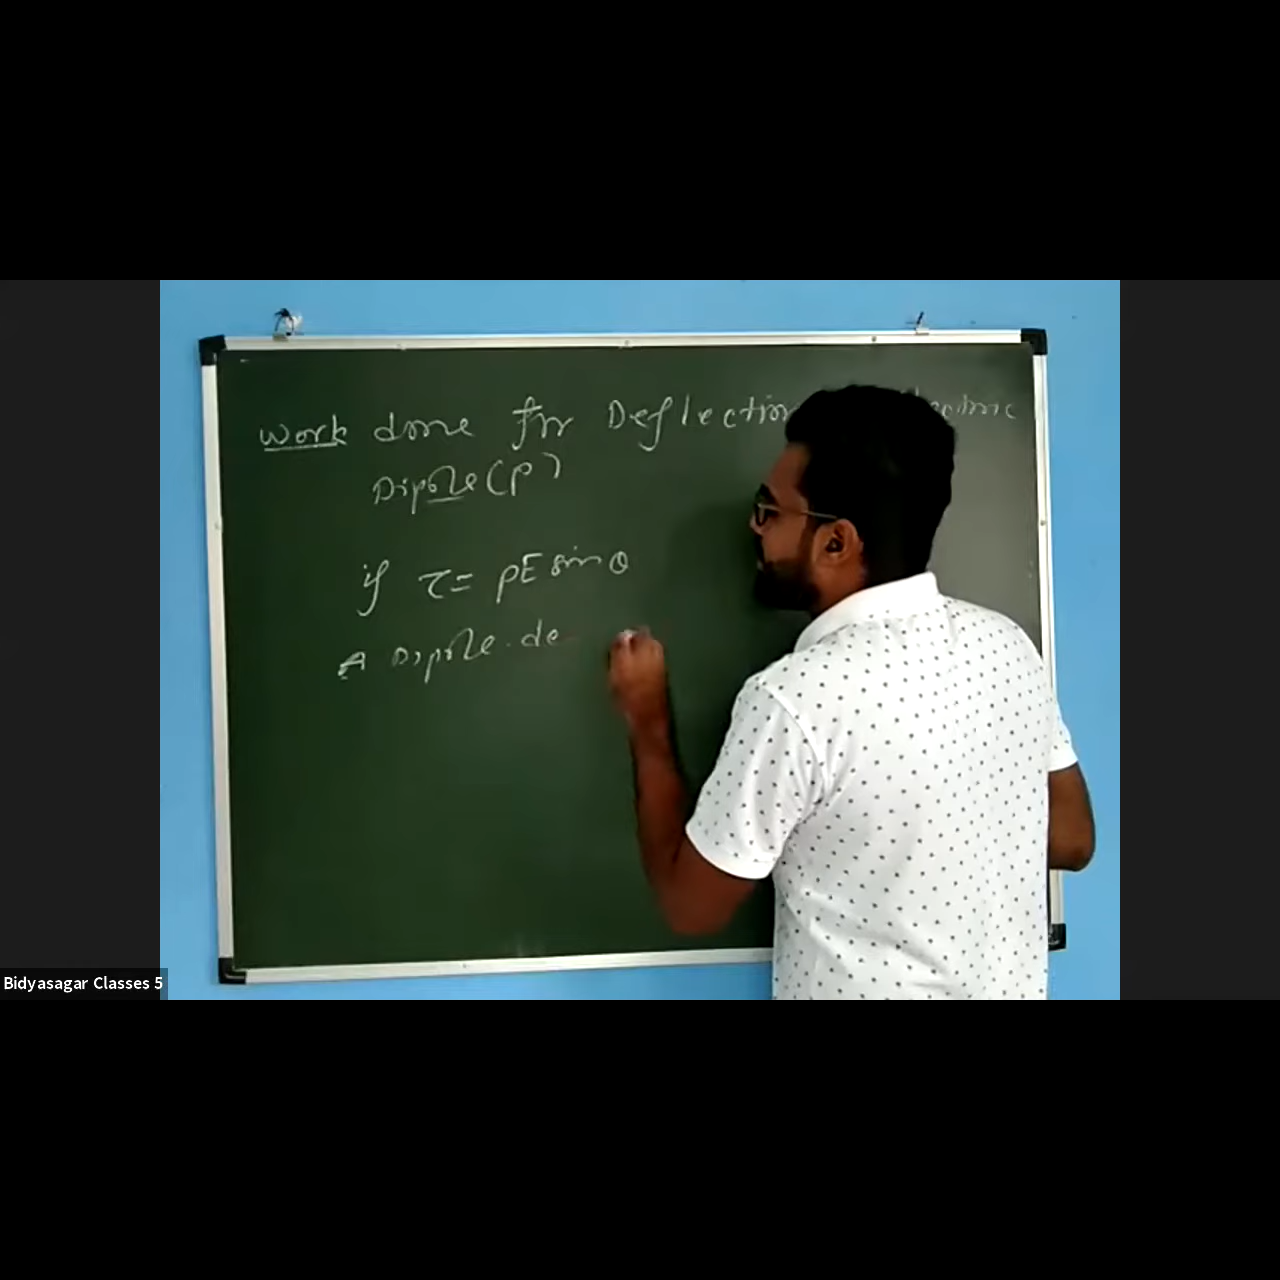 Work done for Deflection
Dipole (P)
if τ = PE sin θ
A Dipole de
Bidyasagar Classes 5